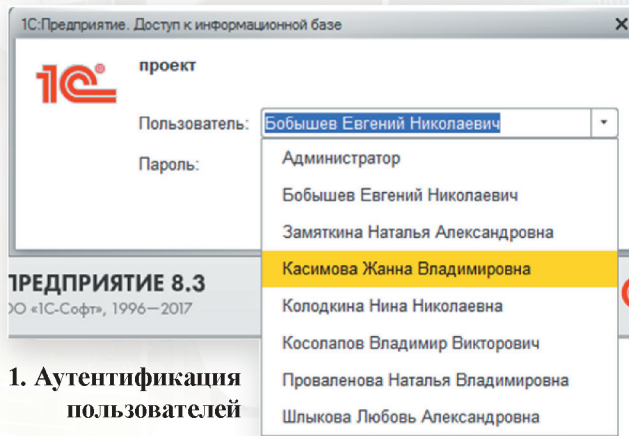 1С:Предприятие. Доступ к информационной базе
1С
проект
Пользователь: Бобышев Евгений Николаевич
Пароль:
Администратор
Бобышев Евгений Николаевич
Замяткина Наталья Александровна
Касимова Жанна Владимировна
Колодкина Нина Николаевна
Косолапов Владимир Викторович
Проваленова Наталья Владимировна
Шлыкова Любовь Александровна
ПРЕДПРИЯТИЕ 8.3
ОО «1С-Софт», 1996—2017
1. Аутентификация
пользователей